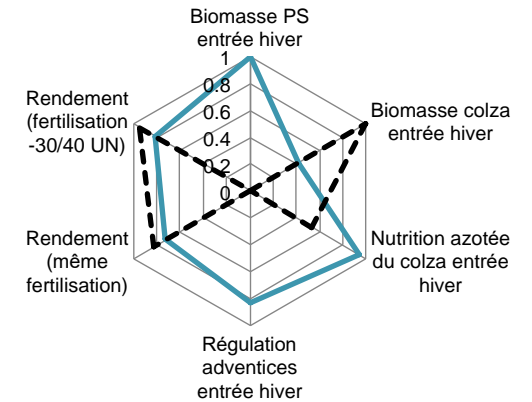 Biomasse PS
entrée hiver
1
0.8
0.6
0.4
0.2
0
Rendement
(fertilisation
-30/40 UN)
Biomasse colza
entrée hiver
Rendement
(même
fertilisation)
Nutrition azotée
du colza entrée
hiver
Régulation
adventices
entrée hiver